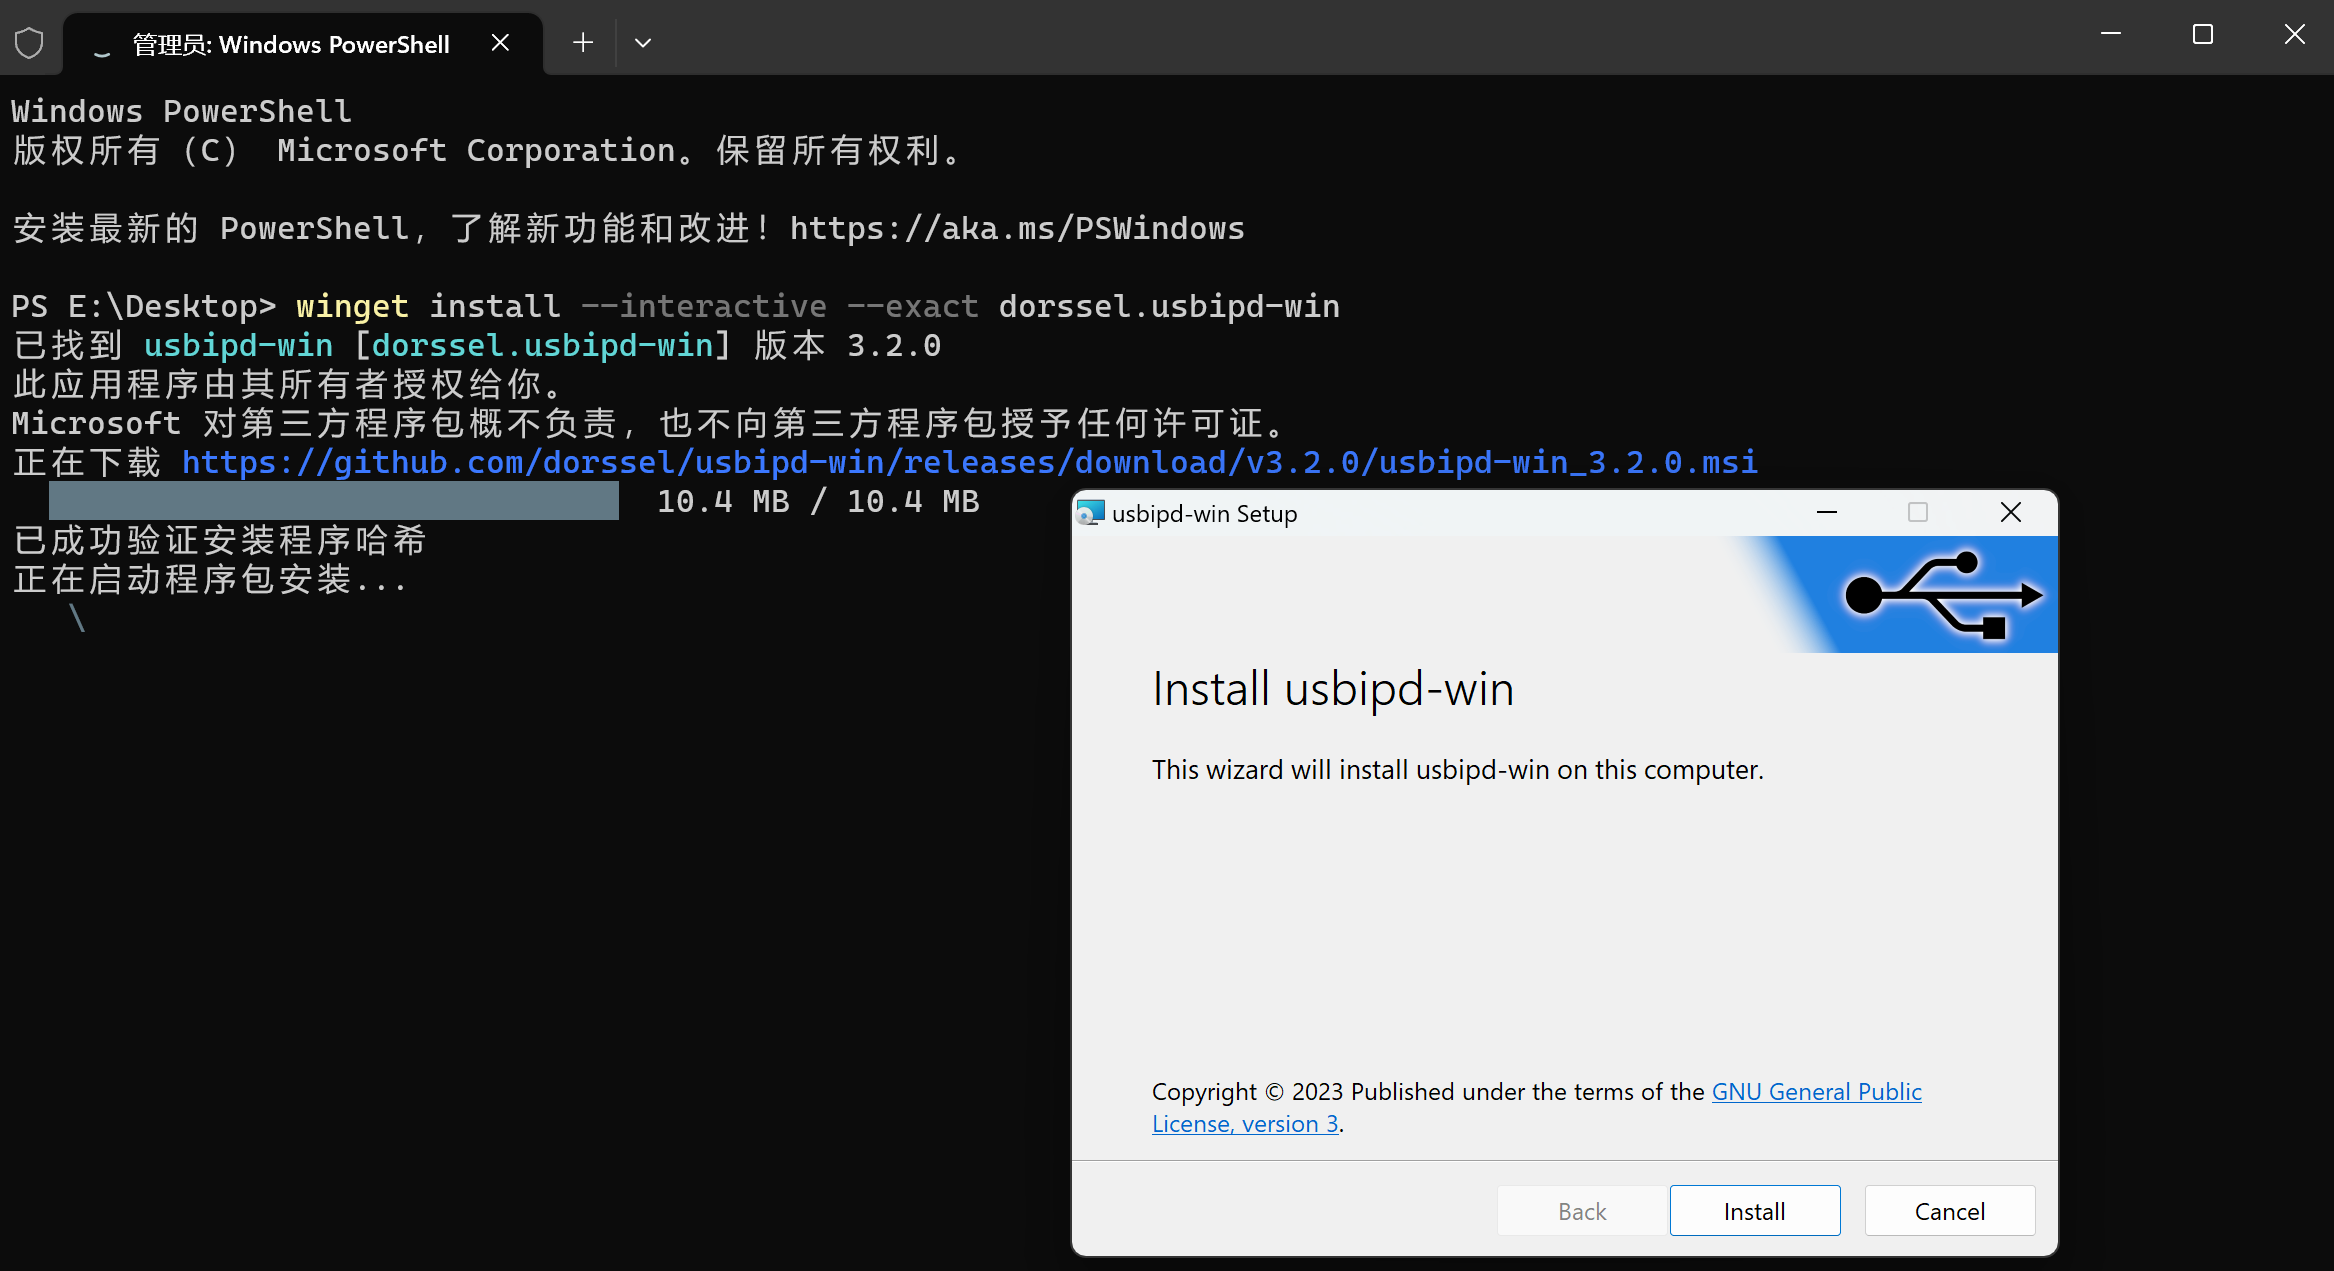 管理员: Windows PowerShell
Windows PowerShell
版权所有 (C)  Microsoft Corporation。保留所有权利。
安装最新的 PowerShell，了解新功能和改进！https://aka.ms/PSWindows
PS E:\Desktop> winget install --interactive --exact dorssel.usbipd-win
已找到 usbipd-win [dorssel.usbipd-win] 版本 3.2.0
此应用程序由其所有者授权给你。
Microsoft 对第三方程序包概不负责，也不向第三方程序包授予任何许可证。
正在下载 https://github.com/dorssel/usbipd-win/releases/download/v3.2.0/usbipd-win_3.2.0.msi
10.4 MB / 10.4 MB
已成功验证安装程序哈希
正在启动程序包安装...
\
usbipd-win Setup
Install usbipd-win
This wizard will install usbipd-win on this computer.
Copyright © 2023 Published under the terms of the GNU General Public
License, version 3.
Back
Install
Cancel